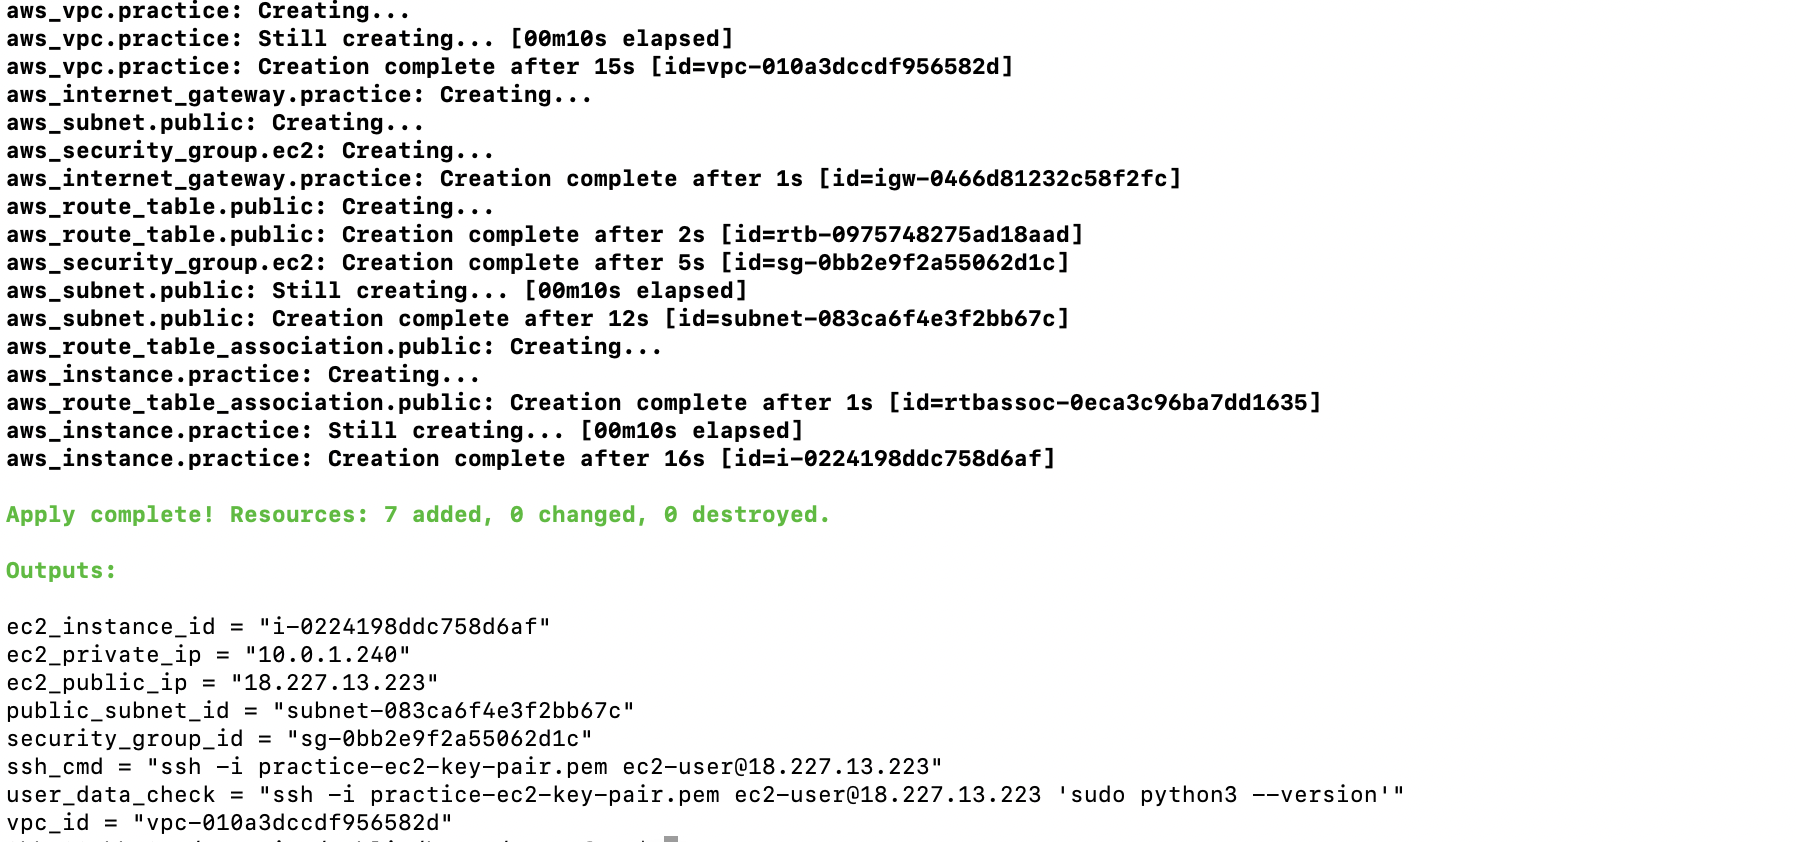 aws_vpc.practice: Creating...
aws_vpc.practice: Still creating... [00m10s elapsed]
aws_vpc.practice: Creation complete after 15s [id=vpc-010a3dccdf956582d]
aws_internet_gateway.practice: Creating...
aws_subnet.public: Creating...
aws_security_group.ec2: Creating...
aws_internet_gateway.practice: Creation complete after 1s [id=igw-0466d81232c58f2fc]
aws_route_table.public: Creating...
aws_route_table.public: Creation complete after 2s [id=rtb-0975748275ad18aad]
aws_security_group.ec2: Creation complete after 5s [id=sg-0bb2e9f2a55062d1c]
aws_subnet.public: Still creating... [00m10s elapsed]
aws_subnet.public: Creation complete after 12s [id=subnet-083ca6f4e3f2bb67c]
aws_route_table_association.public: Creating...
aws_instance.practice: Creating...
aws_route_table_association.public: Creation complete after 1s [id=rtbassoc-0eca3c96ba7dd1635]
aws_instance.practice: Still creating... [00m10s elapsed]
aws_instance.practice: Creation complete after 16s [id=i-0224198ddc758d6af]
Apply complete! Resources: 7 added, 0 changed, 0 destroyed.
Outputs:
ec2_instance_id = "i-0224198ddc758d6af"
ec2_private_ip = "10.0.1.240"
ec2_public_ip = "18.227.13.223"
public_subnet_id = "subnet-083ca6f4e3f2bb67c"
security_group_id = "sg-0bb2e9f2a55062d1c"
ssh_cmd = "ssh -i practice-ec2-key-pair.pem ec2-user@18.227.13.223"
user_data_check = "ssh -i practice-ec2-key-pair.pem ec2-user@18.227.13.223 'sudo python3 --version'"
vpc_id = "vpc-010a3dccdf956582d"